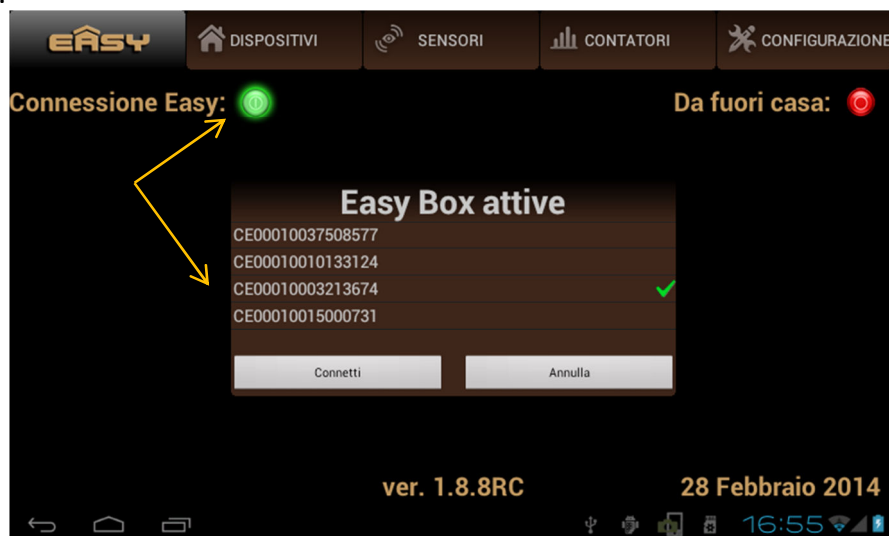 EÂSY
DISPOSITIVI
SENSORI
CONTATORI
CONFIGURAZIONE
Connessione Easy:
Da fuori casa:
Easy Box attive
CE00010037508577
CE00010010133124
CE00010003213674
CE00010015000731
Connetti
Annulla
ver. 1.8.8RC
28 Febbraio 2014
16:55